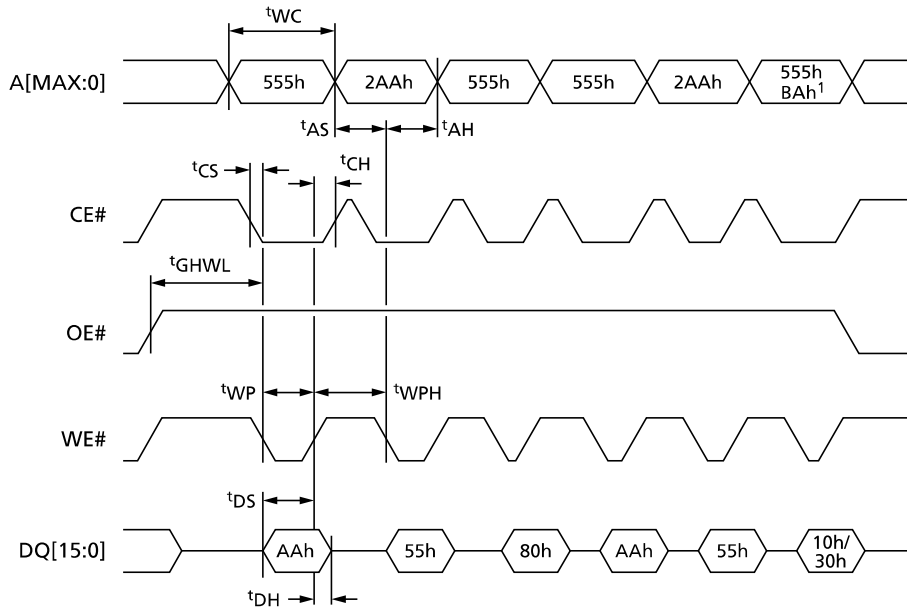 tWC
A[MAX:0] 555h 2AAh 555h 555h 2AAh 555h
BAh1
tAS tAH
tCS tCH
CE#
tGHWL
OE#
tWP tWPH
WE#
tDS
DQ[15:0] AAh 55h 80h AAh 55h 10h/
30h
tDH